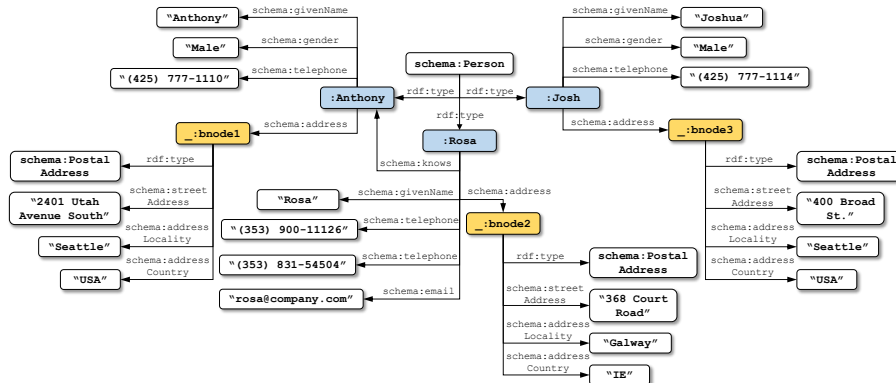 "Anthony"
schema:givenName
"Male"
schema:gender
"(425) 777-1110"
schema:telephone
schema:Person
schema:givenName
"Joshua"
schema:gender
"Male"
schema:telephone
"(425) 777-1114"
:Anthony
rdf:type
rdf:type
:Josh
rdf:type
_:bnode1
schema:address
:Rosa
schema:address
_:bnode3
schema:knows
schema:Postal
Address
rdf:type
"2401 Utah
Avenue South"
schema:street
Address
"Seattle"
schema:address
Locality
"USA"
schema:address
Country
"Rosa"
schema:givenName
schema:address
_:bnode2
"(353) 900-11126"
schema:telephone
"(353) 831-54504"
schema:telephone
"rosa@company.com"
schema:email
rdf:type
schema:Postal
Address
schema:street
Address
"368 Court
Road"
schema:address
Locality
"Galway"
schema:address
Country
"IE"
rdf:type
schema:Postal
Address
schema:street
Address
"400 Broad
St."
schema:address
Locality
"Seattle"
schema:address
Country
"USA"